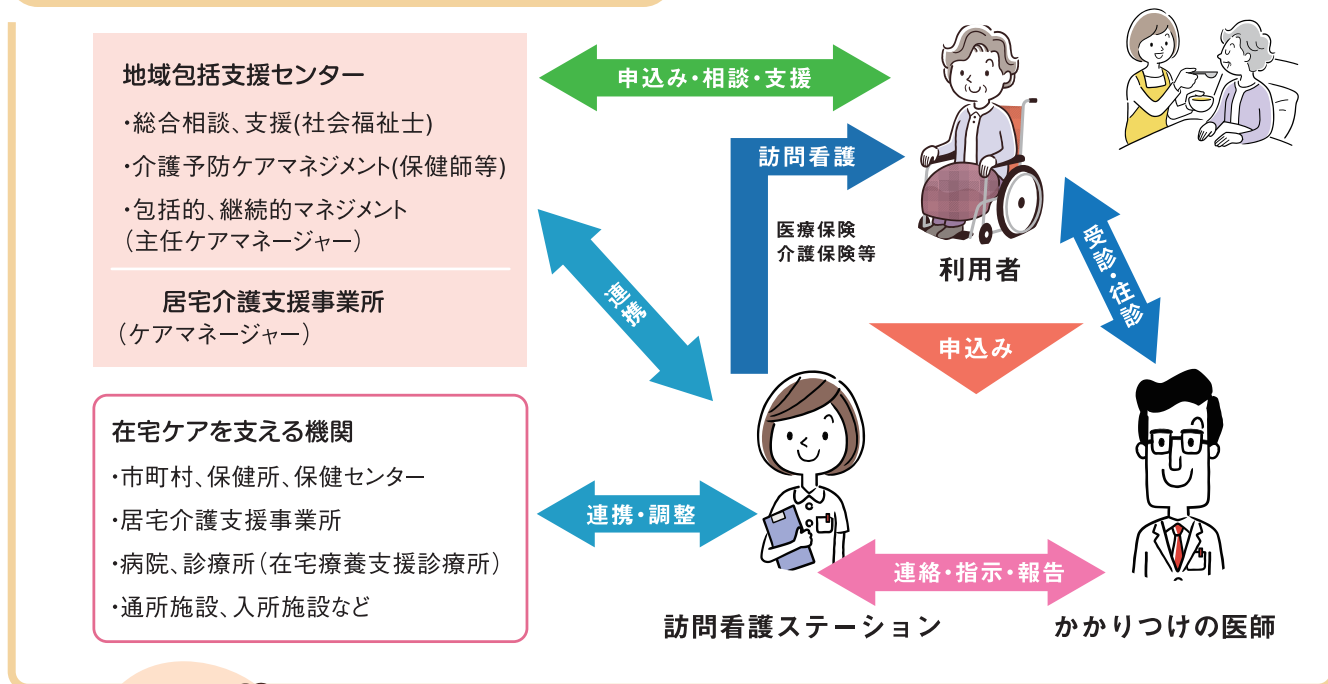 地域包括支援センター
・総合相談、支援(社会福祉士)
・介護予防ケアマネジメント(保健師等)
・包括的、継続的マネジメント
（主任ケアマネージャー）
居宅介護支援事業所
（ケアマネージャー）
在宅ケアを支える機関
・市町村、保健所、保健センター
・居宅介護支援事業所
・病院、診療所（在宅療養支援診療所）
・通所施設、入所施設など
申込み・相談・支援
訪問看護
医療保険
介護保険等
利用者
受診・往診
連携
申込み
連携・調整
連絡・指示・報告
訪問看護ステーション
かかりつけの医師